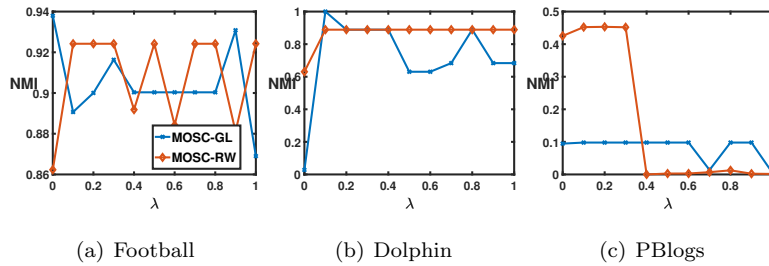 0.94 0.92 NMI 0.9 0.88 0.86
MOSC-GL
MOSC-RW
0 0.2 0.4 0.6 0.8 1
λ
(a) Football
1 0.8 0.6 NMI 0.4 0.2 0
0 0.2 0.4 0.6 0.8 1
λ
(b) Dolphin
0.5 0.4 0.3 NMI 0.2 0.1 0
0 0.2 0.4 0.6 0.8
λ
(c) PBlogs